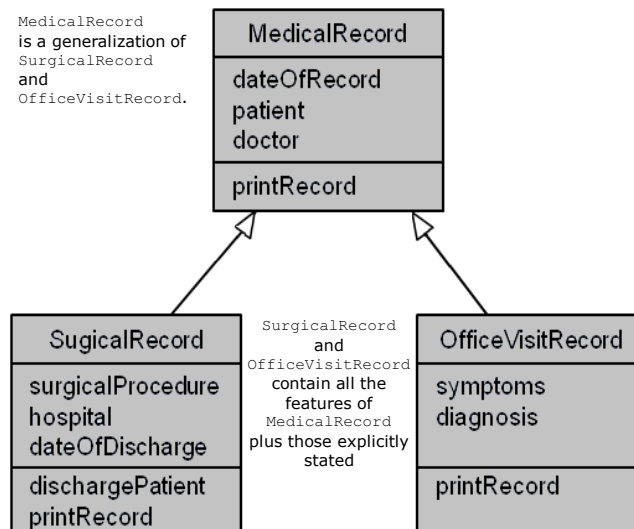 MedicalRecord
is a generalization of
SurgicalRecord
and
OfficeVisitRecord.
MedicalRecord
dateOfRecord
patient
doctor
printRecord
SugicalRecord
surgicalProcedure
hospital
dateOfDischarge
dischargePatient
printRecord
SurgicalRecord
and
OfficeVisitRecord
contain all the
features of
MedicalRecord
plus those explicitly
stated
OfficeVisitRecord
symptoms
diagnosis
printRecord